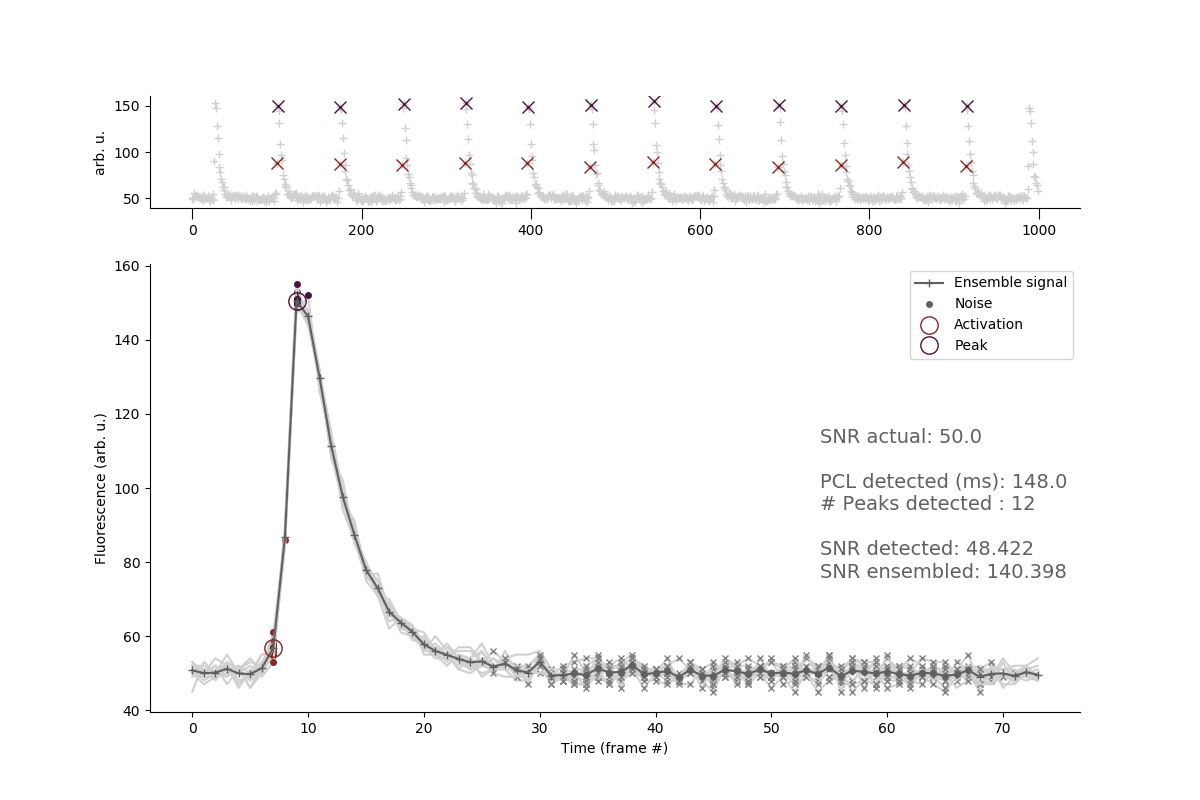 150
100
50
arb. u.
0 200 400 600 800 1000
160
140
120
100
80
60
40
Fluorescence (arb. u.)
Ensemble signal
Noise
Activation
Peak
SNR actual: 50.0
PCL detected (ms): 148.0
# Peaks detected : 12
SNR detected: 48.422
SNR ensembled: 140.398
0 10 20 30 40 50 60 70
Time (frame #)